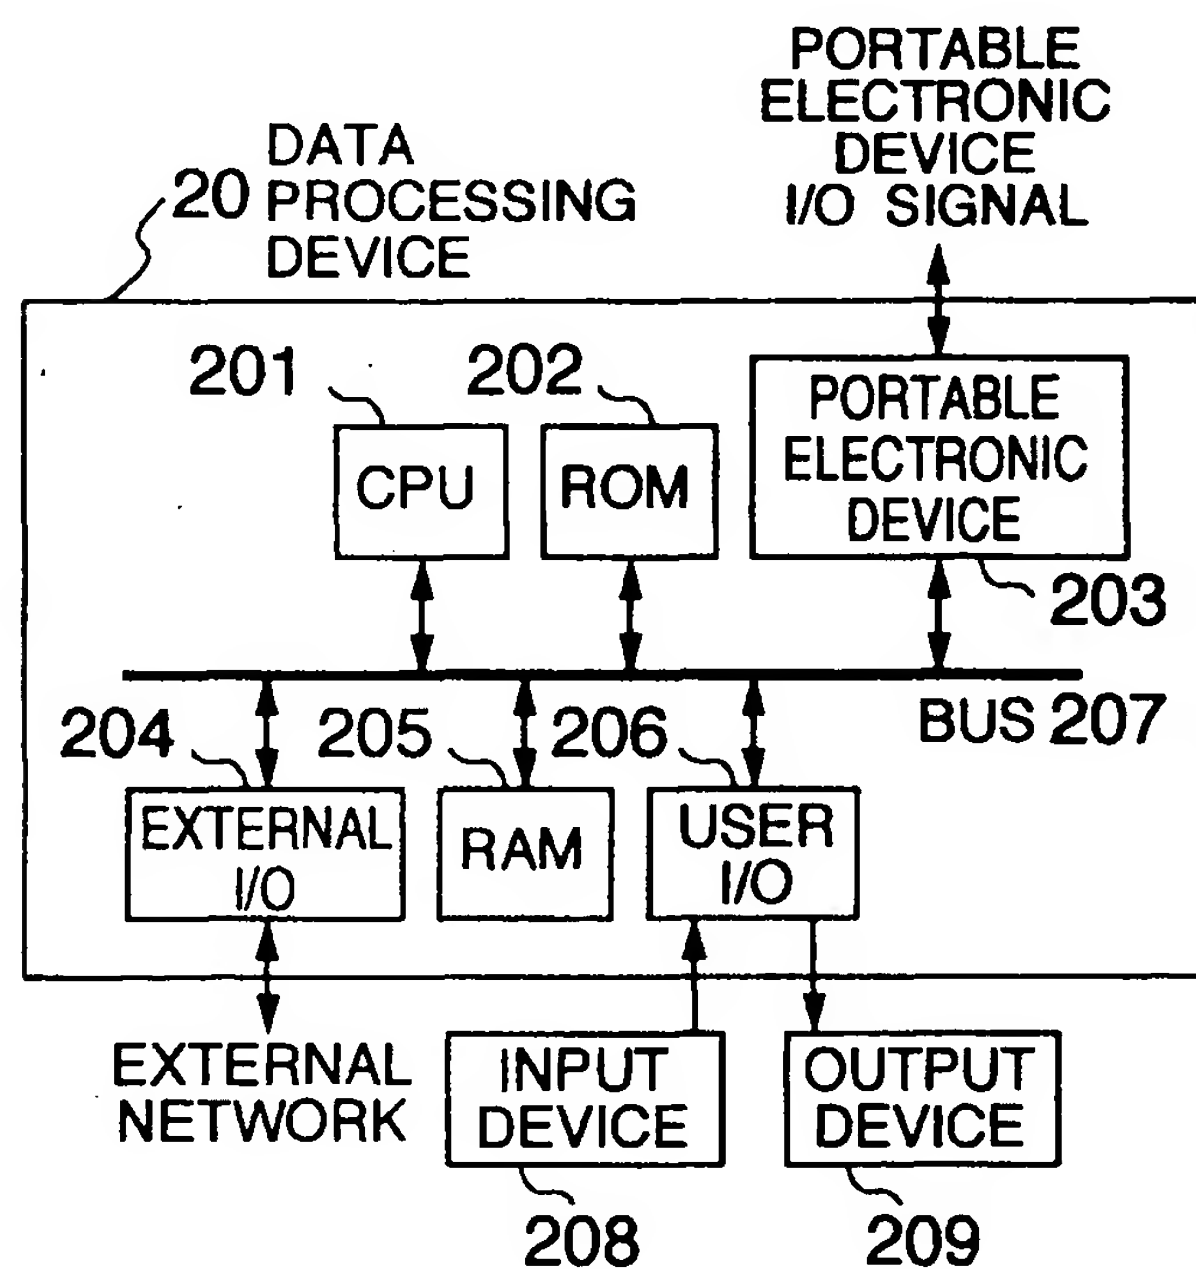 PORTABLE
ELECTRONIC
DEVICE
I/O SIGNAL
20 DATA
PROCESSING
DEVICE
201
202
CPU
ROM
PORTABLE
ELECTRONIC
DEVICE
203
BUS 207
204
205
206
EXTERNAL
I/O
RAM
USER
I/O
EXTERNAL
NETWORK
INPUT
DEVICE
OUTPUT
DEVICE
208
209